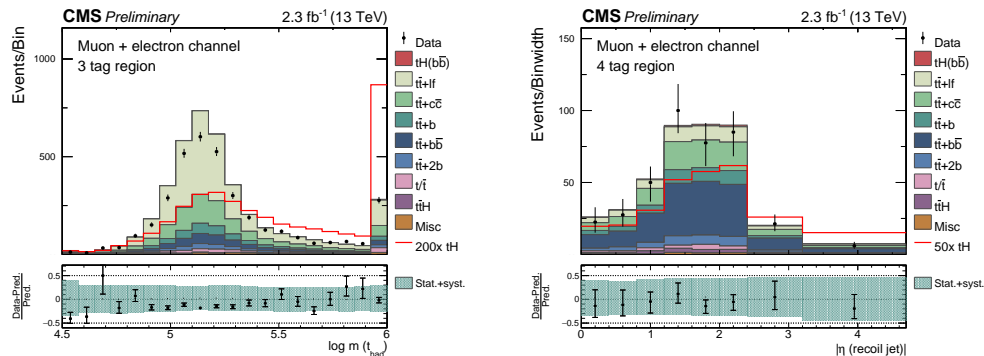 CMS Preliminary 2.3 fb⁻¹ (13 TeV)
Events/Bin
1000
500
Muon + electron channel
3 tag region
Data
tH(bb̄)
tt̄+lf
tt̄+cc̄
tt̄+b
tt̄+bb̄
tt̄+2b
t/t̄
tt̄H
Misc
200x tH
Data-Pred.
Pred.
0.5
0
-0.5
4.5 5 5.5 6
log m (t_had)
Stat.+syst.
CMS Preliminary 2.3 fb⁻¹ (13 TeV)
Events/Binwidth
150
100
50
0
Muon + electron channel
4 tag region
Data
tH(bb̄)
tt̄+lf
tt̄+cc̄
tt̄+b
tt̄+bb̄
tt̄+2b
t/t̄
tt̄H
Misc
50x tH
Data-Pred.
Pred.
0.5
0
-0.5
0 1 2 3 4
|η (recoil jet)|
Stat.+syst.